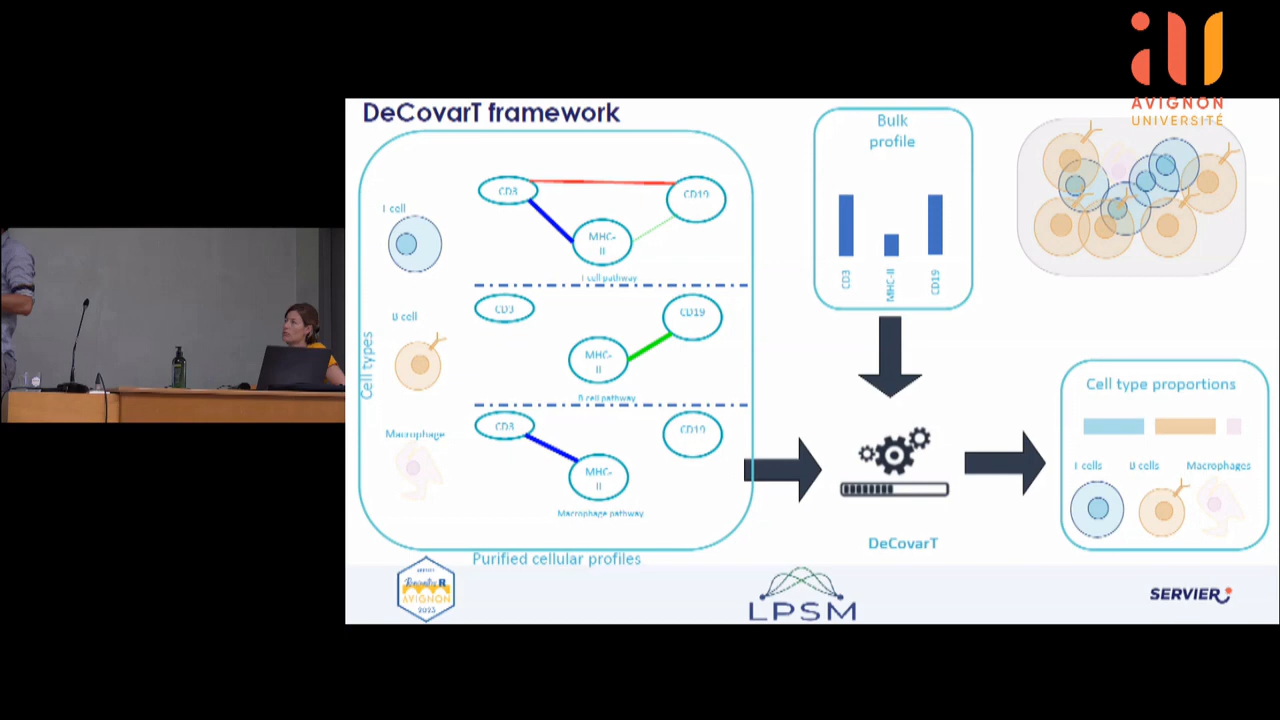 AVIGNON
UNIVERSITÉ
DeCovarT framework
Cell types
T cell
CD3
CD19
MHC-
II
T cell pathway
B cell
CD3
CD19
MHC-
II
B cell pathway
Macrophage
CD3
CD19
MHC-
II
Macrophage pathway
Purified cellular profiles
Bulk
profile
CD3
MHC-II
CD19
DeCovarT
Cell type proportions
T cells
B cells
Macrophages
AVIGNON
2023
LPSM
SERVIER